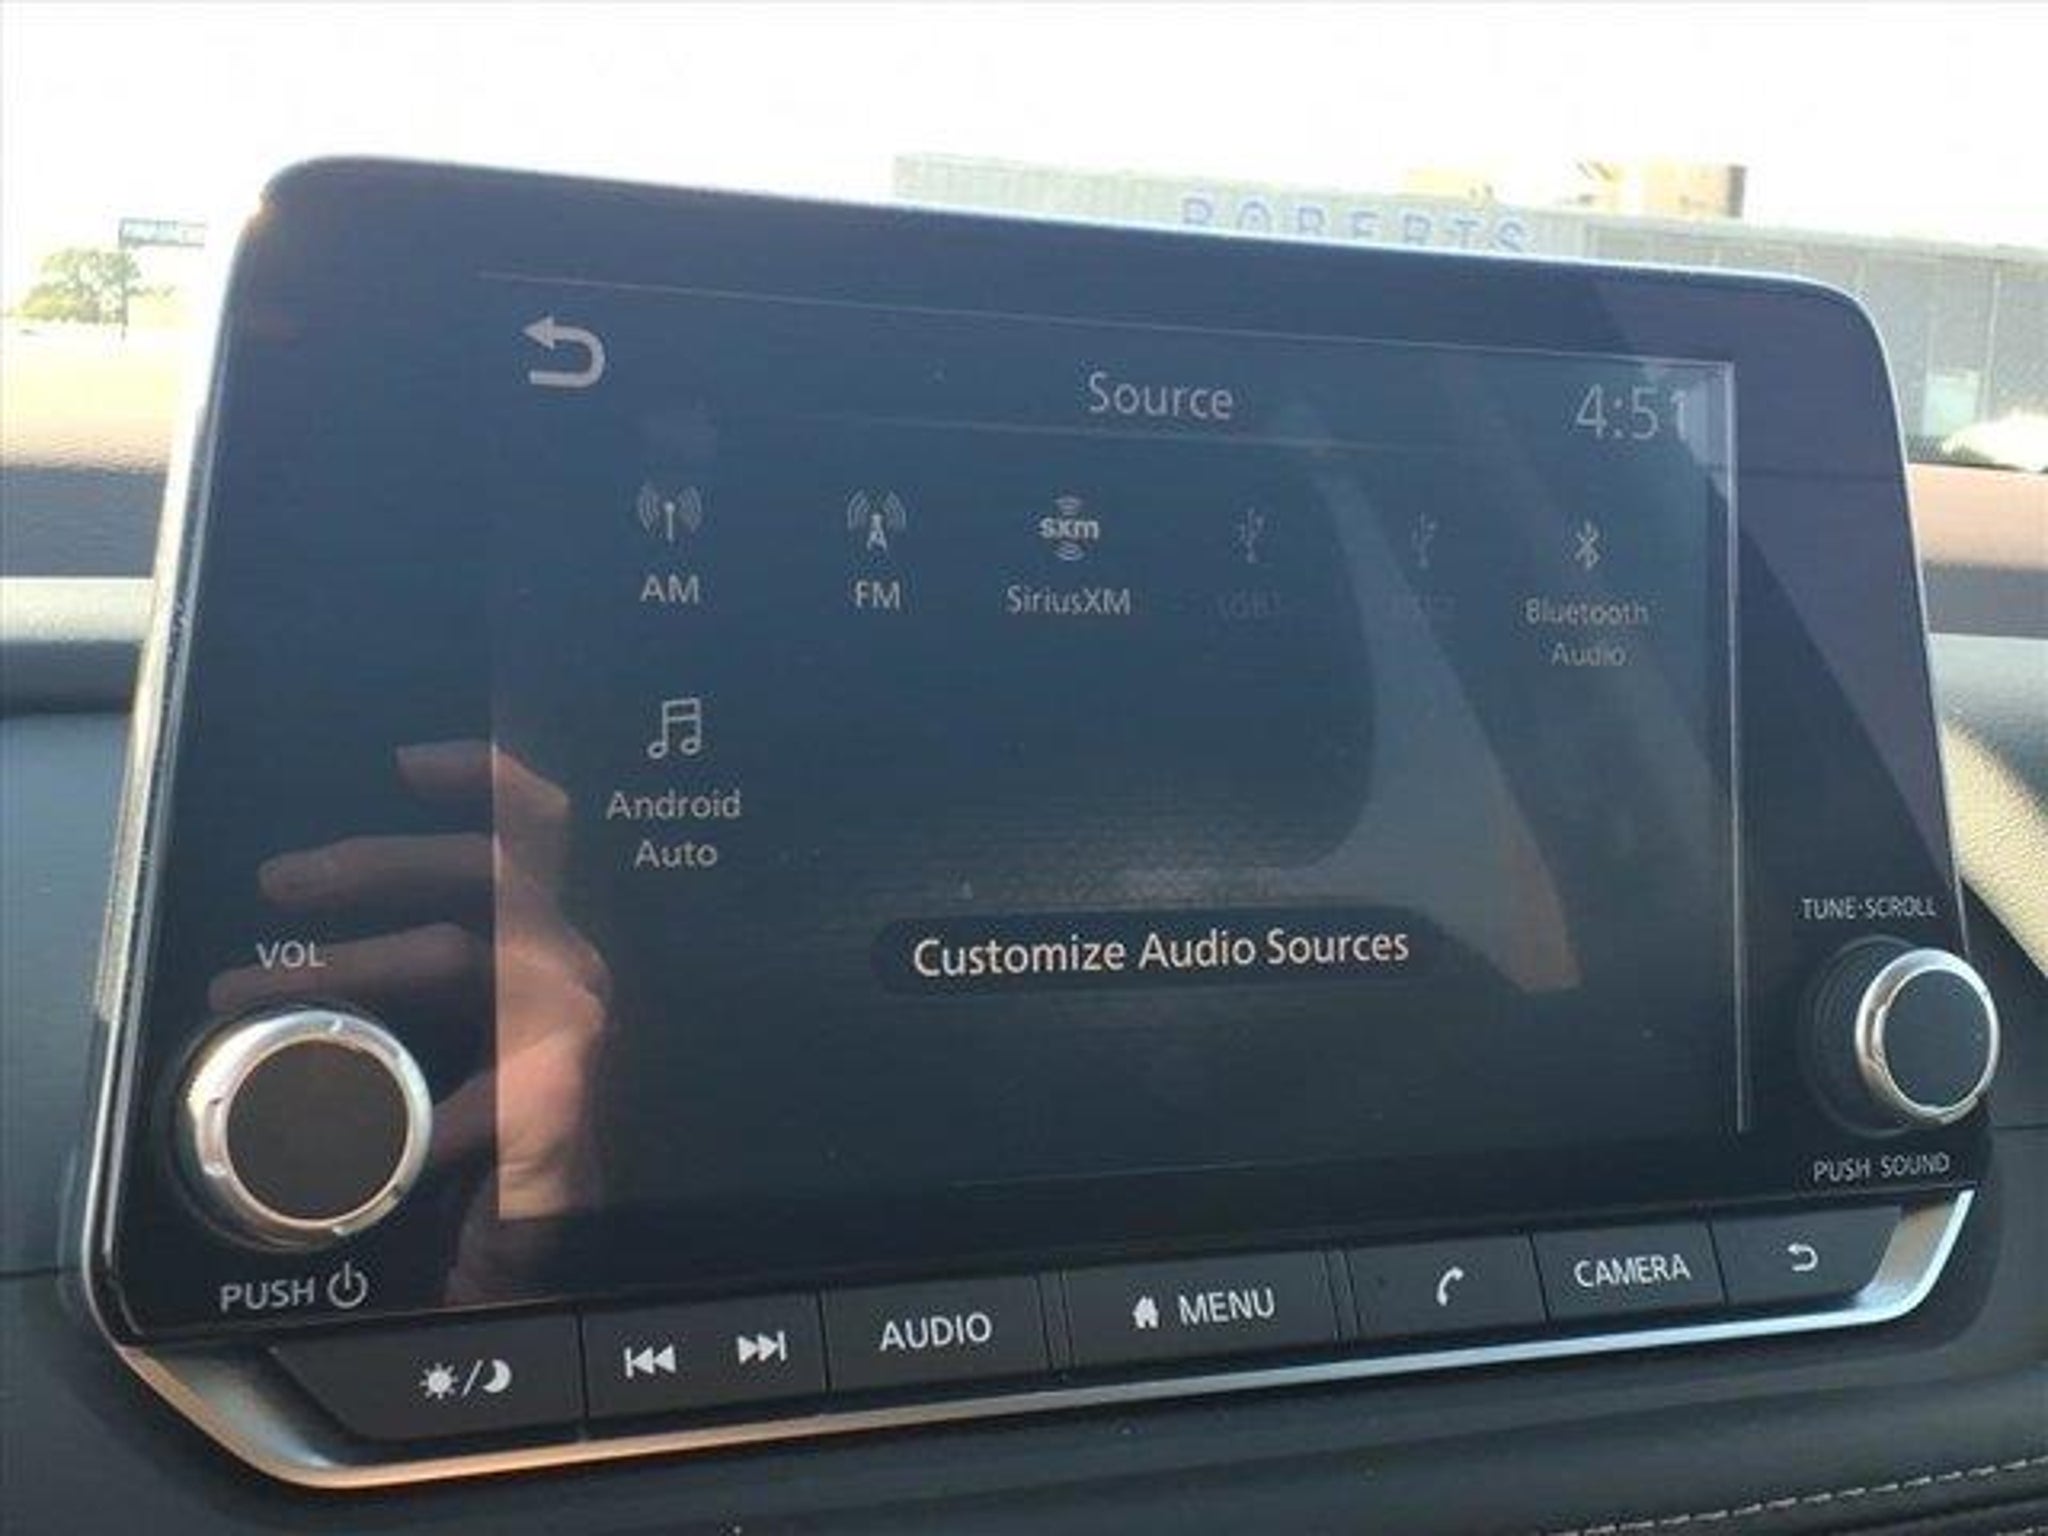 ROBERTS
Source
4:51
AM
FM
sxm
SiriusXM
Bluetooth
Audio
Android
Auto
Customize Audio Sources
VOL
TUNE·SCROLL
PUSH
PUSH SOUND
AUDIO
MENU
CAMERA